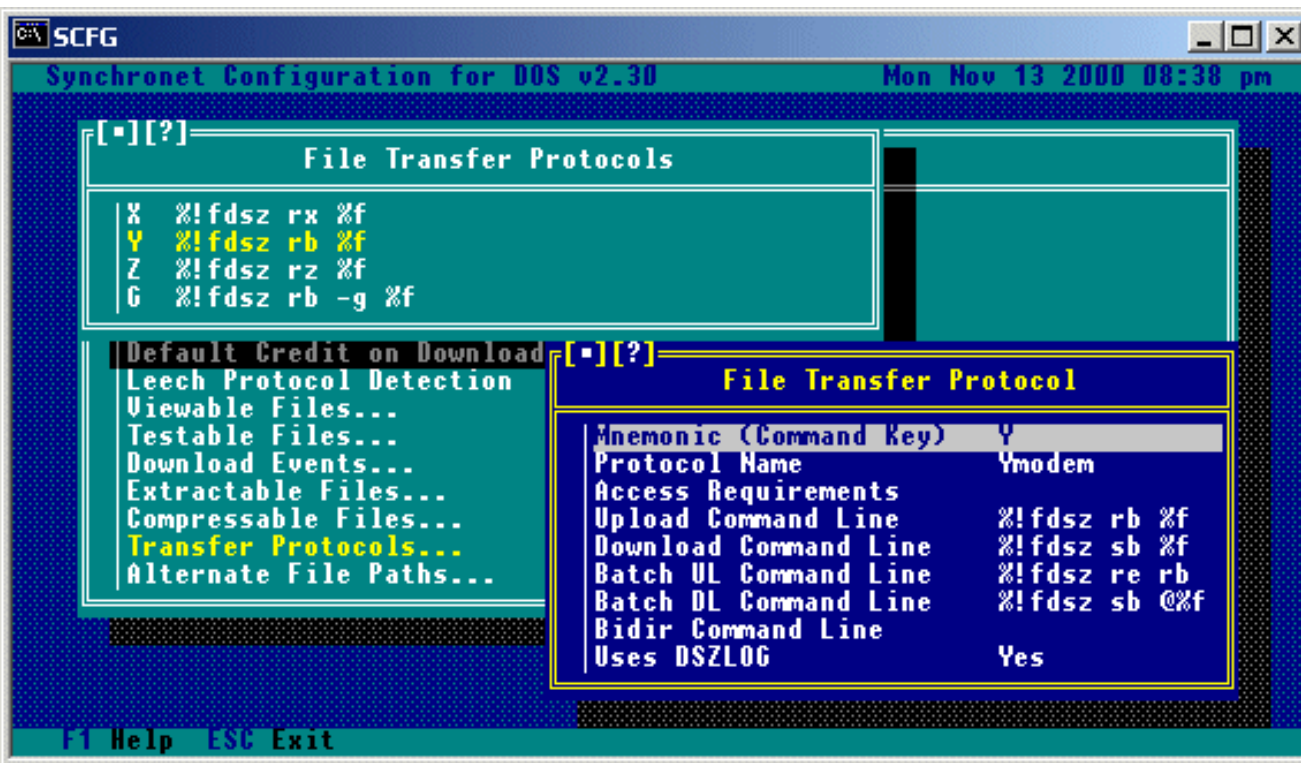 SCFG
Synchronet Configuration for DOS v2.30 Mon Nov 13 2000 08:38 pm
[▪][?]
File Transfer Protocols
X %!fdsz rx %f
Y %!fdsz rb %f
Z %!fdsz rz %f
G %!fdsz rb -g %f
Default Credit on Download
Leech Protocol Detection
Viewable Files...
Testable Files...
Download Events...
Extractable Files...
Compressable Files...
Transfer Protocols...
Alternate File Paths...
[▪][?]
File Transfer Protocol
Mnemonic (Command Key) Y
Protocol Name Ymodem
Access Requirements
Upload Command Line %!fdsz rb %f
Download Command Line %!fdsz sb %f
Batch UL Command Line %!fdsz re rb
Batch DL Command Line %!fdsz sb @%f
Bidir Command Line
Uses DSZLOG Yes
F1 Help ESC Exit